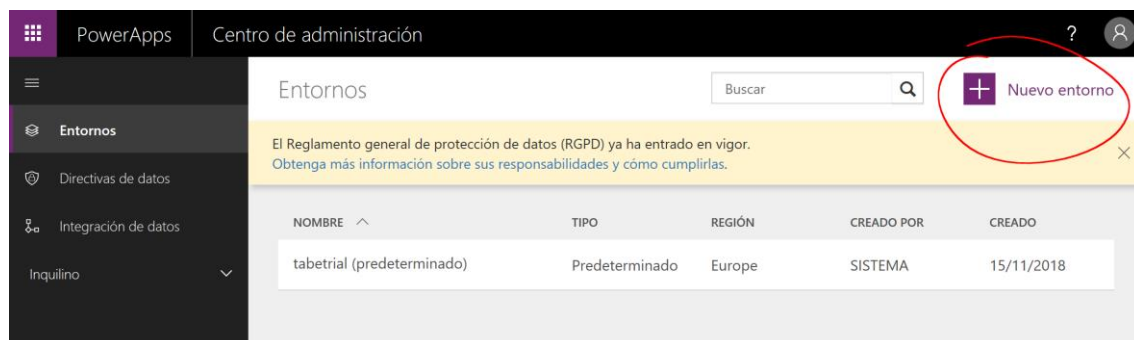 PowerApps Centro de administración ?
Entornos Buscar Nuevo entorno
Entornos
Directivas de datos
Integración de datos
Inquilino
El Reglamento general de protección de datos (RGPD) ya ha entrado en vigor.
Obtenga más información sobre sus responsabilidades y cómo cumplirlas.
NOMBRE TIPO REGIÓN CREADO POR CREADO
tabetrial (predeterminado) Predeterminado Europe SISTEMA 15/11/2018